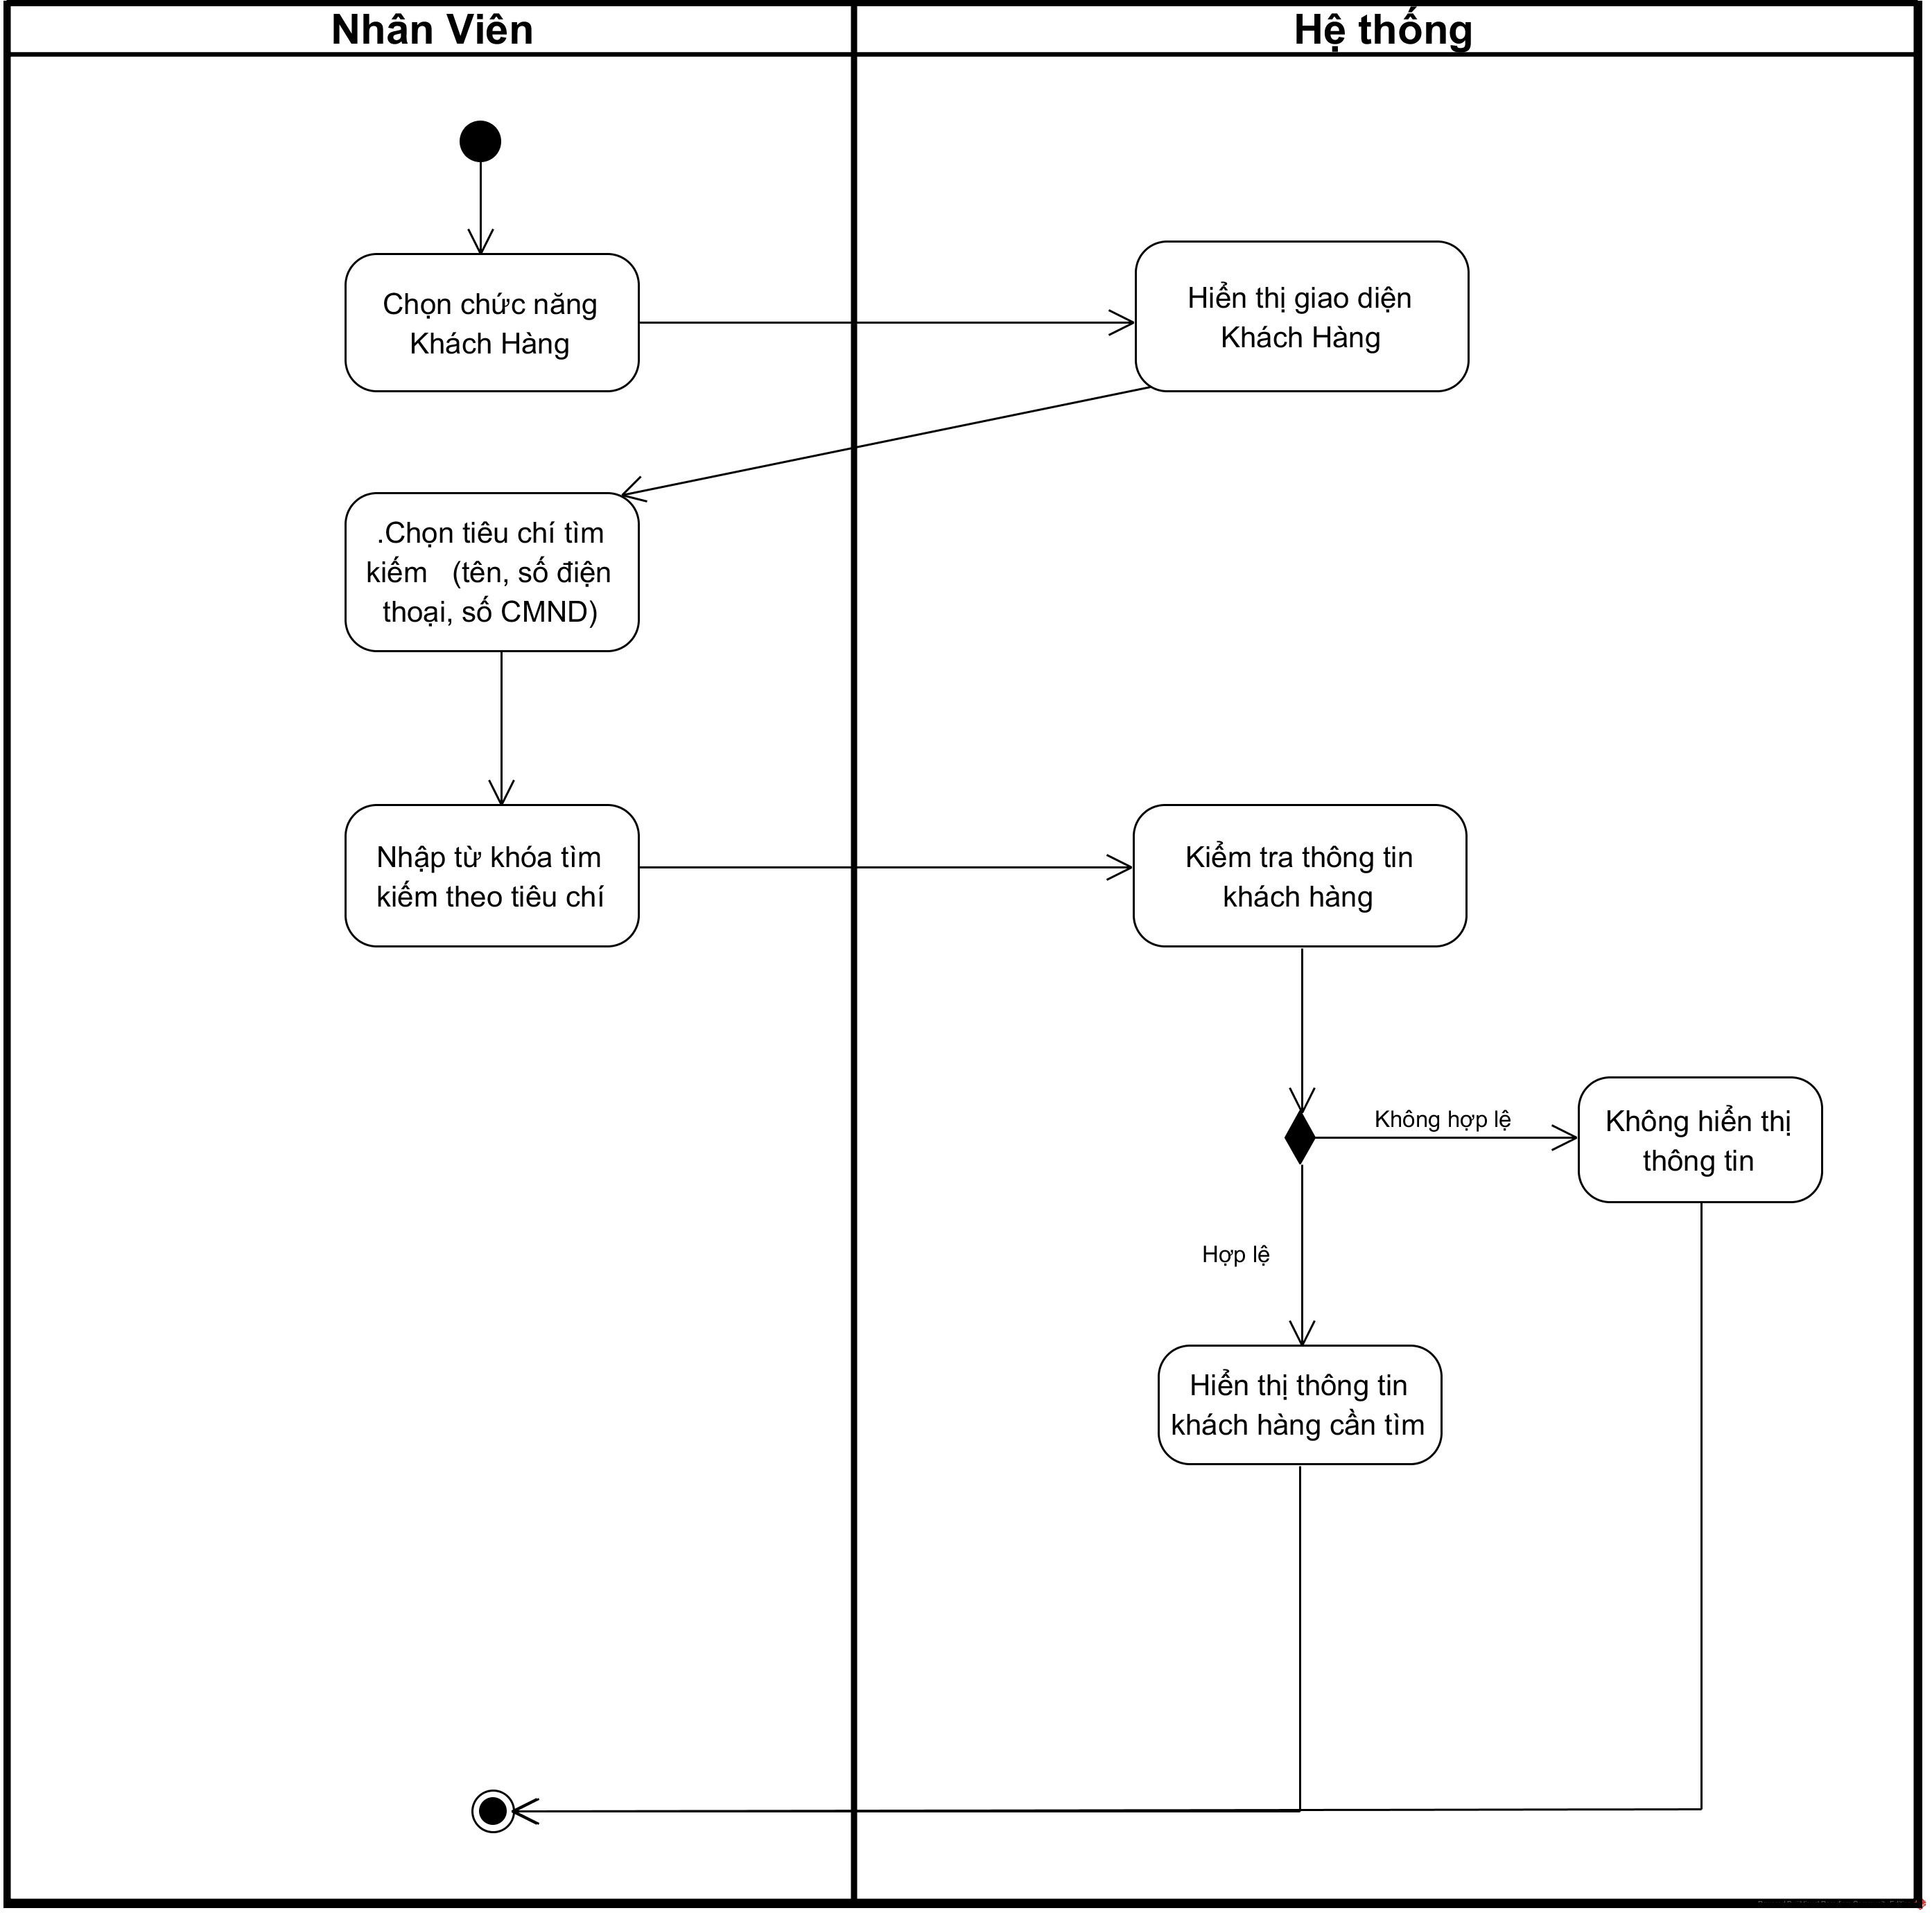 Nhân Viên
Hệ thống
Chọn chức năng
Khách Hàng
Hiển thị giao diện
Khách Hàng
.Chọn tiêu chí tìm
kiếm (tên, số điện
thoại, số CMND)
Nhập từ khóa tìm
kiếm theo tiêu chí
Kiểm tra thông tin
khách hàng
Không hợp lệ
Không hiển thị
thông tin
Hợp lệ
Hiển thị thông tin
khách hàng cần tìm